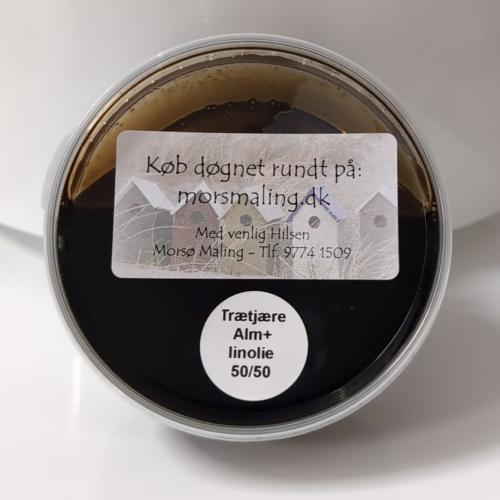 Køb døgnet rundt på:
morsmaling.dk
Med venlig Hilsen
Morsø Maling - Tlf. 9774 1509
Trætjære
Alm+
linolie
50/50